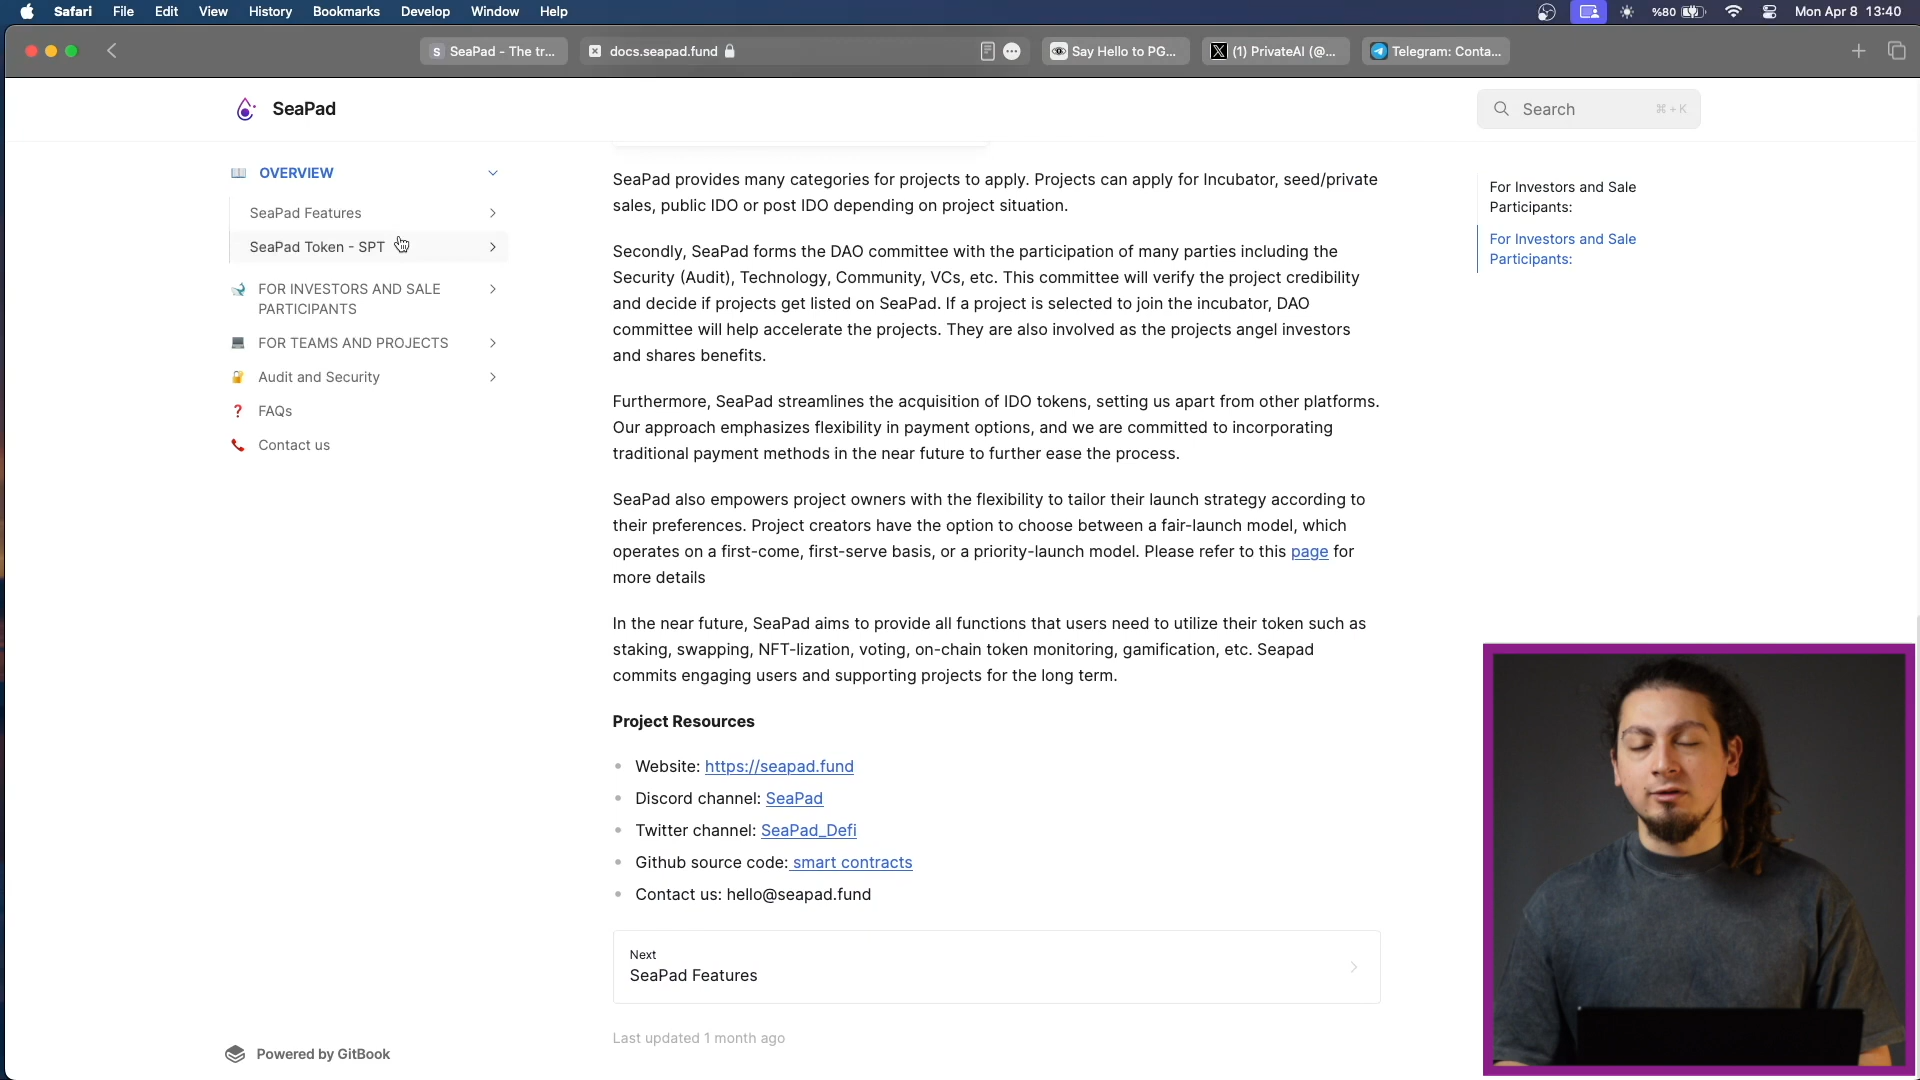 Safari File Edit View History Bookmarks Develop Window Help %80 Mon Apr 8 13:40
S SeaPad - The tr... docs.seapad.fund Say Hello to PG... (1) PrivateAI (@... Telegram: Conta...
SeaPad
Search ⌘ + K
OVERVIEW
SeaPad Features
SeaPad Token - SPT
FOR INVESTORS AND SALE
PARTICIPANTS
FOR TEAMS AND PROJECTS
Audit and Security
FAQs
Contact us
SeaPad provides many categories for projects to apply. Projects can apply for Incubator, seed/private
sales, public IDO or post IDO depending on project situation.
Secondly, SeaPad forms the DAO committee with the participation of many parties including the
Security (Audit), Technology, Community, VCs, etc. This committee will verify the project credibility
and decide if projects get listed on SeaPad. If a project is selected to join the incubator, DAO
committee will help accelerate the projects. They are also involved as the projects angel investors
and shares benefits.
Furthermore, SeaPad streamlines the acquisition of IDO tokens, setting us apart from other platforms.
Our approach emphasizes flexibility in payment options, and we are committed to incorporating
traditional payment methods in the near future to further ease the process.
SeaPad also empowers project owners with the flexibility to tailor their launch strategy according to
their preferences. Project creators have the option to choose between a fair-launch model, which
operates on a first-come, first-serve basis, or a priority-launch model. Please refer to this page for
more details
In the near future, SeaPad aims to provide all functions that users need to utilize their token such as
staking, swapping, NFT-lization, voting, on-chain token monitoring, gamification, etc. Seapad
commits engaging users and supporting projects for the long term.
Project Resources
Website: https://seapad.fund
Discord channel: SeaPad
Twitter channel: SeaPad_Defi
Github source code: smart contracts
Contact us: hello@seapad.fund
Next
SeaPad Features
Last updated 1 month ago
For Investors and Sale
Participants:
For Investors and Sale
Participants:
Powered by GitBook